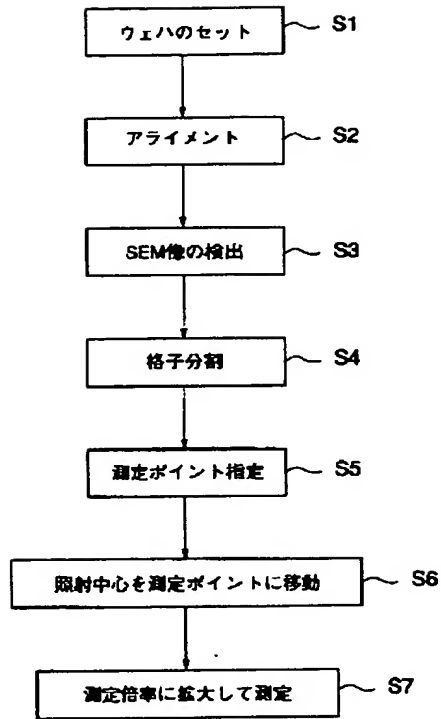 ウェハのセット S1
アライメント S2
SEM像の検出 S3
格子分割 S4
測定ポイント指定 S5
照射中心を測定ポイントに移動 S6
測定倍率に拡大して測定 S7